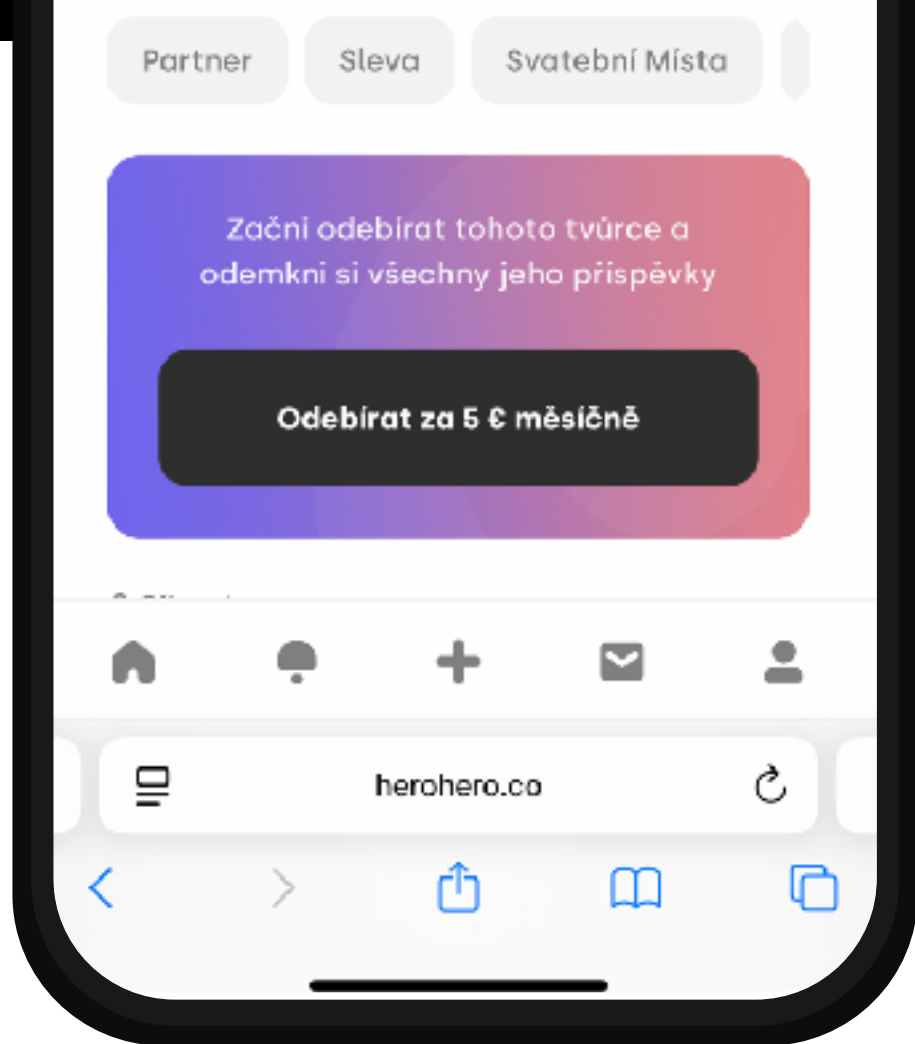 Partner
Sleva
Svatební Místa
Začni odebírat tohoto tvůrce a
odemkni si všechny jeho příspěvky
Odebírat za 5 € měsíčně
herohero.co